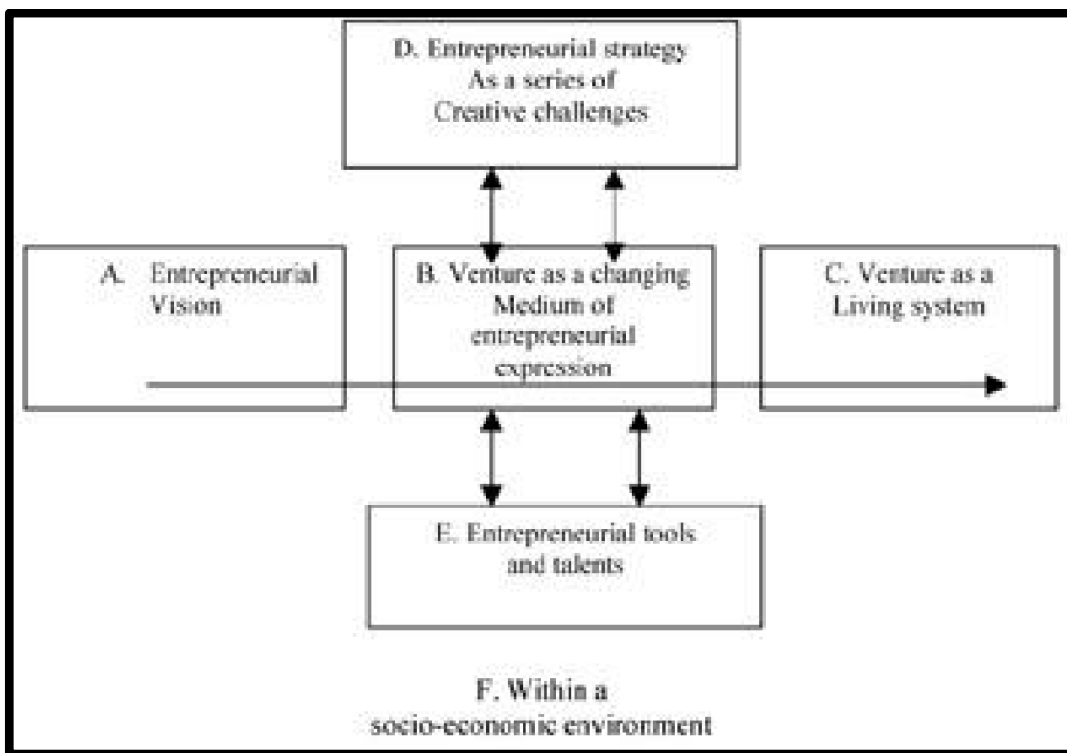 D. Entrepreneurial strategy
As a series of
Creative challenges
A. Entrepreneurial
Vision
B. Venture as a changing
Medium of
entrepreneurial
expression
C. Venture as a
Living system
E. Entrepreneurial tools
and talents
F. Within a
socio-economic environment